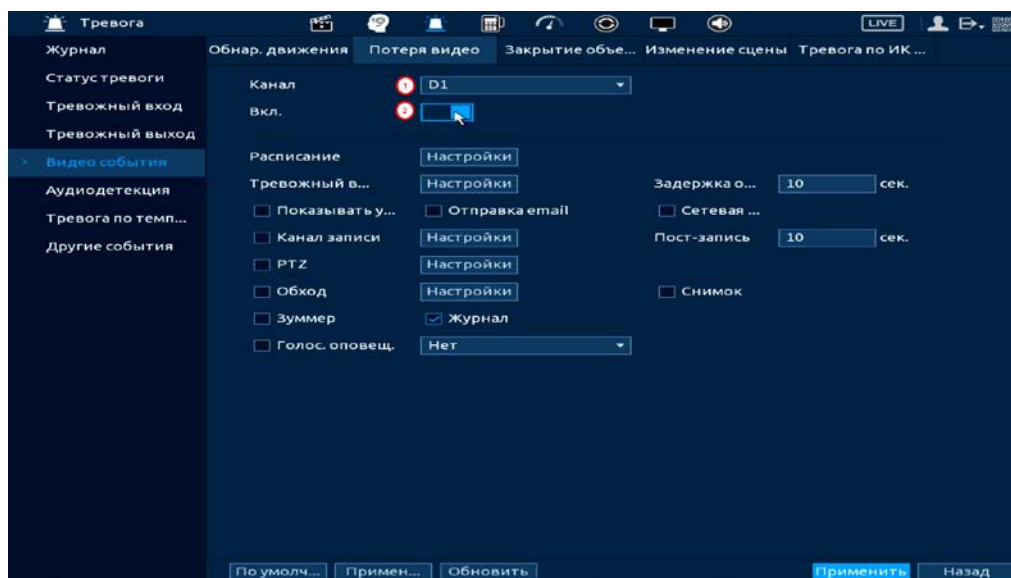 Тревога LIVE
Журнал
Статус тревоги
Тревожный вход
Тревожный выход
Видео события
Аудиодетекция
Тревога по темп...
Другие события
Обнар. движения Потеря видео Закрытие объе... Изменение сцены Тревога по ИК ...
Канал 1 D1
Вкл. 2
Расписание Настройки
Тревожный в... Настройки Задержка о... 10 сек.
Показывать у... Отправка email Сетевая ...
Канал записи Настройки Пост-запись 10 сек.
PTZ Настройки
Обход Настройки Снимок
Зуммер Журнал
Голос. оповещ. Нет
По умолч... Примен... Обновить Применить Назад